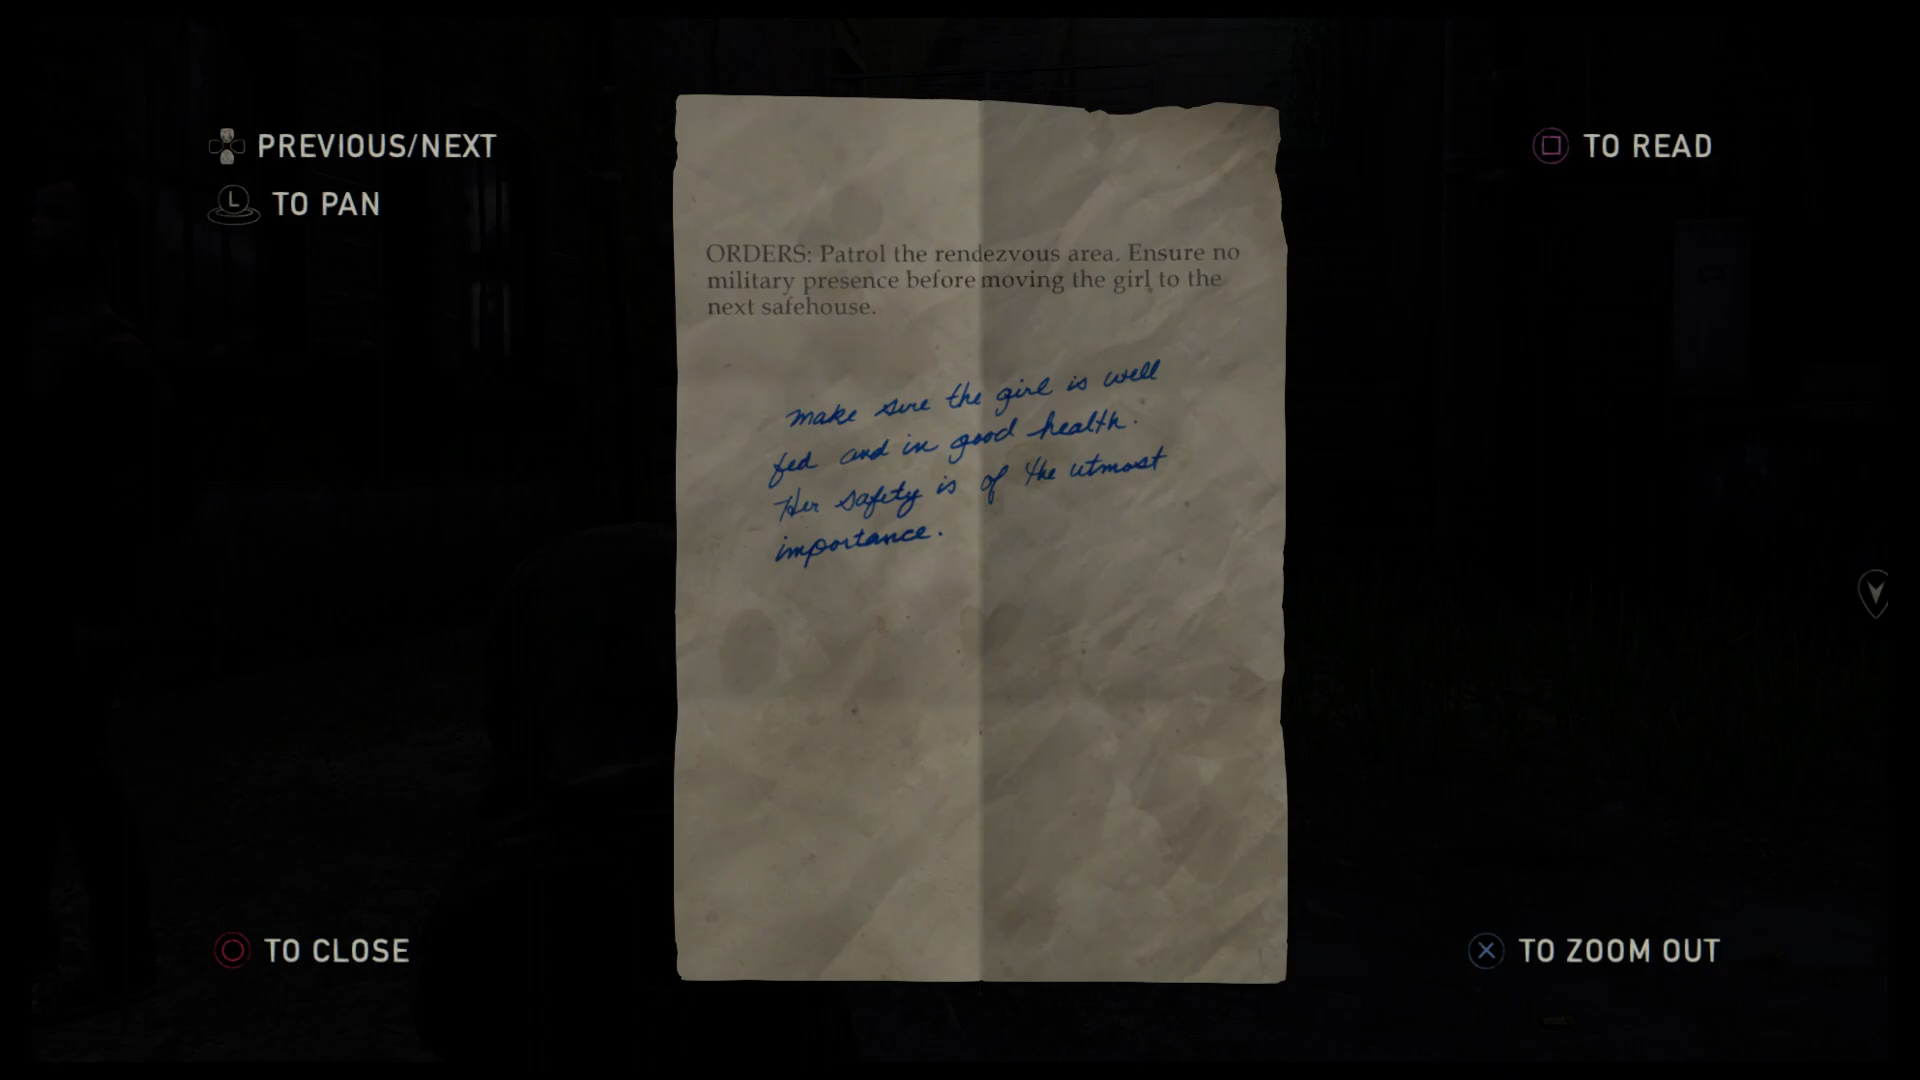 PREVIOUS/NEXT
L TO PAN
TO READ
ORDERS: Patrol the rendezvous area. Ensure no
military presence before moving the girl to the
next safehouse.
make sure the girl is well
fed and in good health.
Her safety is of the utmost
importance.
TO CLOSE
TO ZOOM OUT